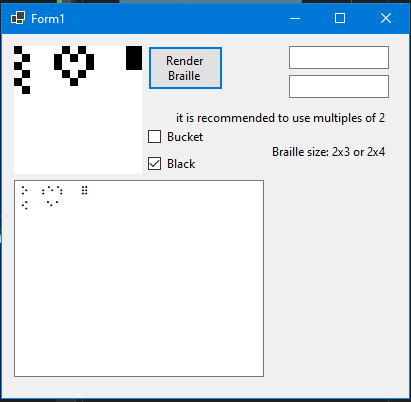 Form1
Render
Braille
it is recommended to use multiples of 2
Bucket
Braille size: 2x3 or 2x4
Black
⠕⠀⠰⠑⠱⠀⠀⠿
⠪⠀⠀⠑⠁